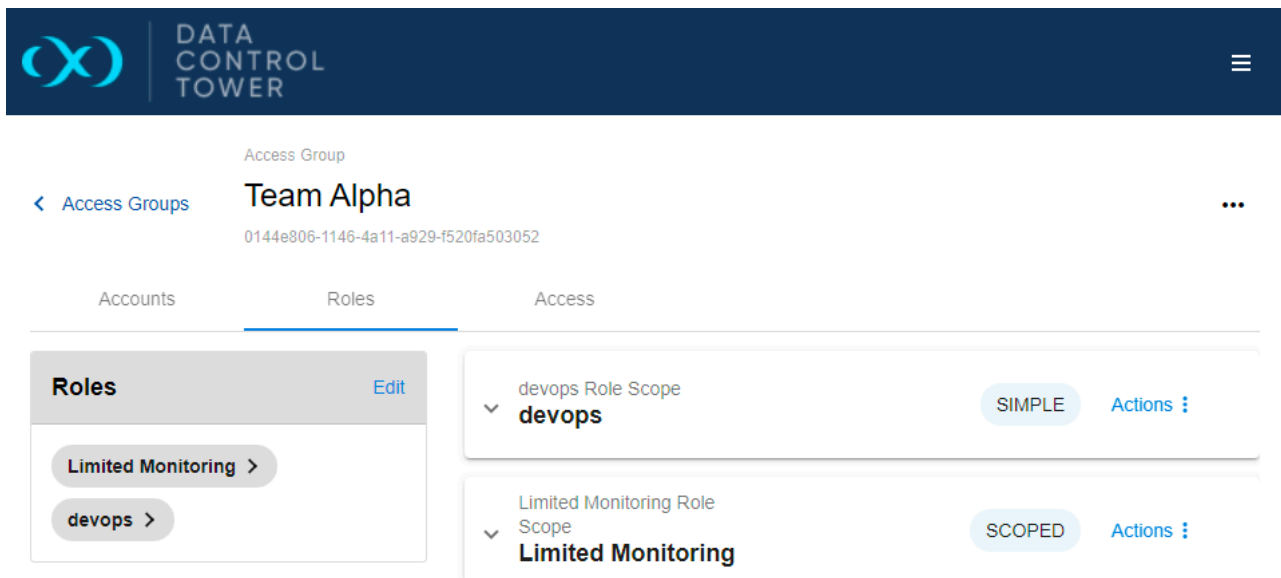 DATA
CONTROL
TOWER
Access Group
Access Groups
Team Alpha
0144e806-1146-4a11-a929-f520fa503052
Accounts
Roles
Access
Roles
Edit
Limited Monitoring
devops
devops Role Scope
devops
SIMPLE
Actions
Limited Monitoring Role
Scope
Limited Monitoring
SCOPED
Actions